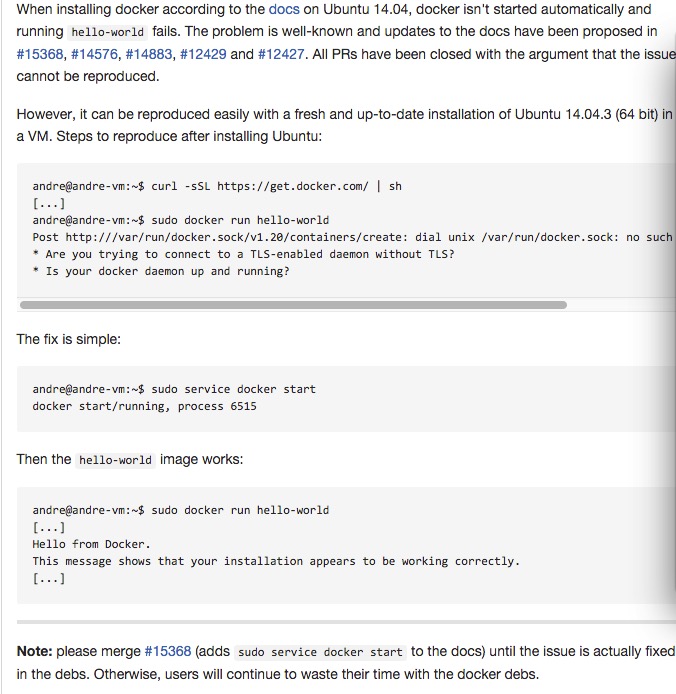 When installing docker according to the docs on Ubuntu 14.04, docker isn't started automatically and
running hello-world fails. The problem is well-known and updates to the docs have been proposed in
#15368, #14576, #14883, #12429 and #12427. All PRs have been closed with the argument that the issue
cannot be reproduced.
However, it can be reproduced easily with a fresh and up-to-date installation of Ubuntu 14.04.3 (64 bit) in
a VM. Steps to reproduce after installing Ubuntu:
andre@andre-vm:~$ curl -sSL https://get.docker.com/ | sh
[...]
andre@andre-vm:~$ sudo docker run hello-world
Post http:///var/run/docker.sock/v1.20/containers/create: dial unix /var/run/docker.sock: no such
* Are you trying to connect to a TLS-enabled daemon without TLS?
* Is your docker daemon up and running?
The fix is simple:
andre@andre-vm:~$ sudo service docker start
docker start/running, process 6515
Then the hello-world image works:
andre@andre-vm:~$ sudo docker run hello-world
[...]
Hello from Docker.
This message shows that your installation appears to be working correctly.
[...]
Note: please merge #15368 (adds sudo service docker start to the docs) until the issue is actually fixed
in the debs. Otherwise, users will continue to waste their time with the docker debs.